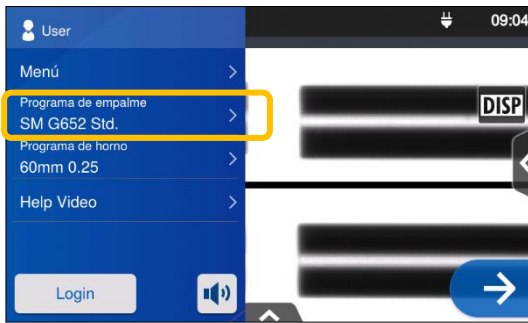 User
09:04
Menú
Programa de empalme
SM G652 Std.
DISP
Programa de horno
60mm 0.25
Help Video
Login